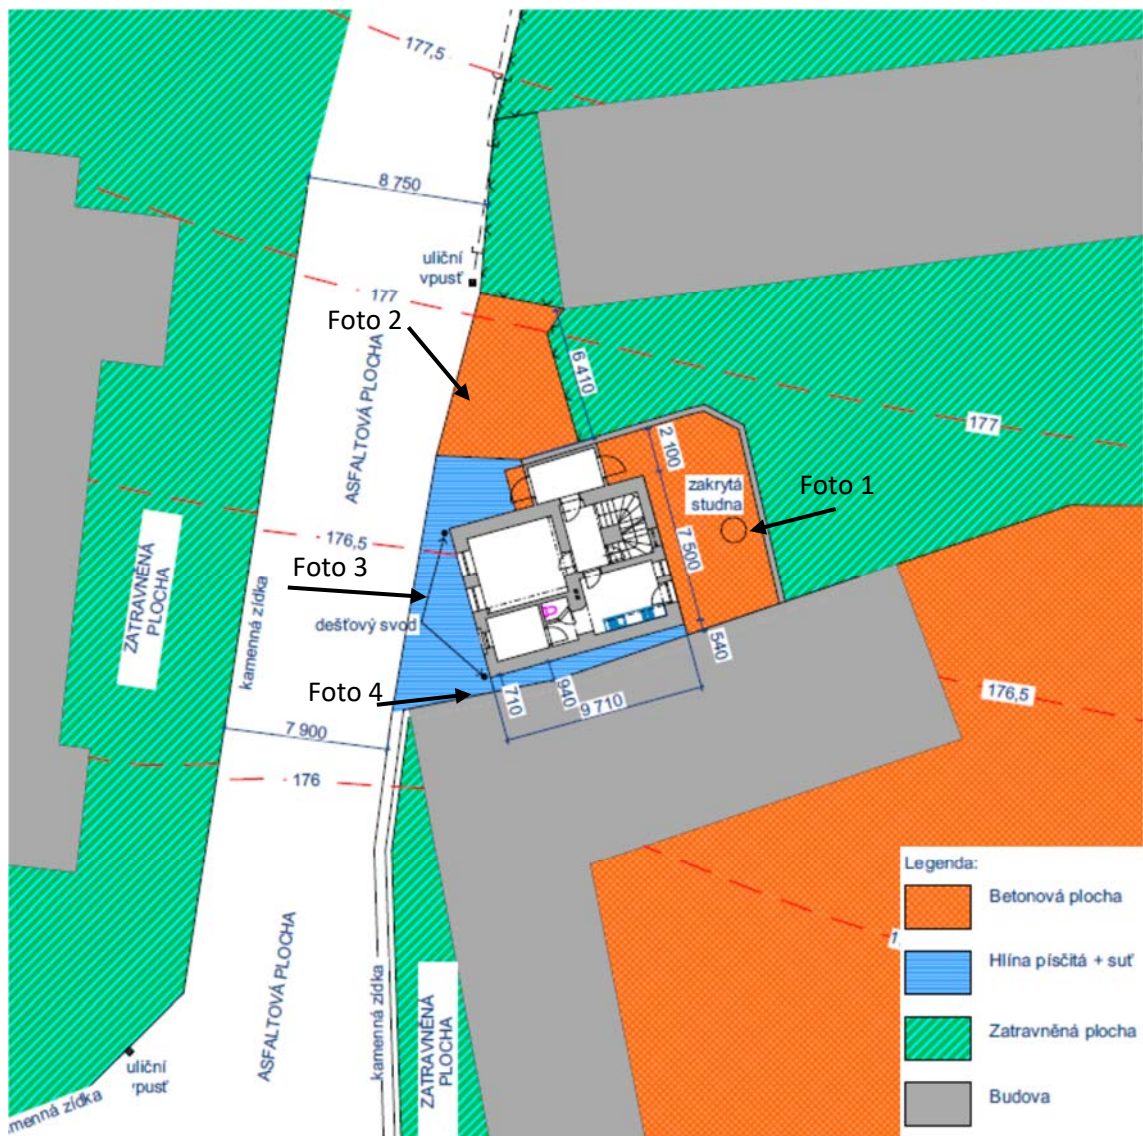 177,5
8 750
uliční
vpusť
177
Foto 2
ASFALTOVÁ PLOCHA
6 410
177
2 100
zakrytá
studna
Foto 1
7 500
176,5
Foto 3
ZATRAVNĚNÁ
PLOCHA
kamenná zídka
dešťový svod
540
Foto 4
710
940
9 710
176,5
7 900
176
Legenda:
Betonová plocha
Hlína písčitá + suť
Zatravněná plocha
Budova
ASFALTOVÁ PLOCHA
kamenná zídka
ZATRAVNĚNÁ
PLOCHA
uliční
vpusť
amenná zídka